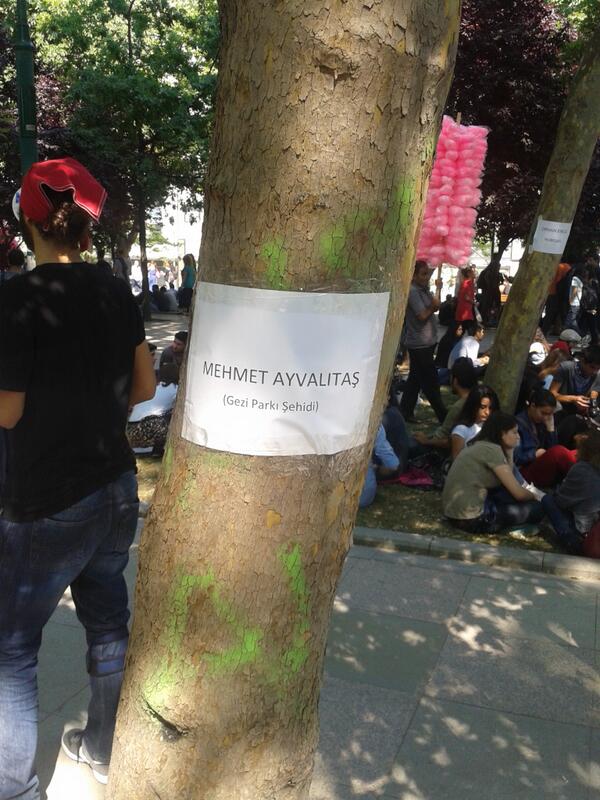 MEHMET AYVALITAŞ
(Gezi Parkı Şehidi)